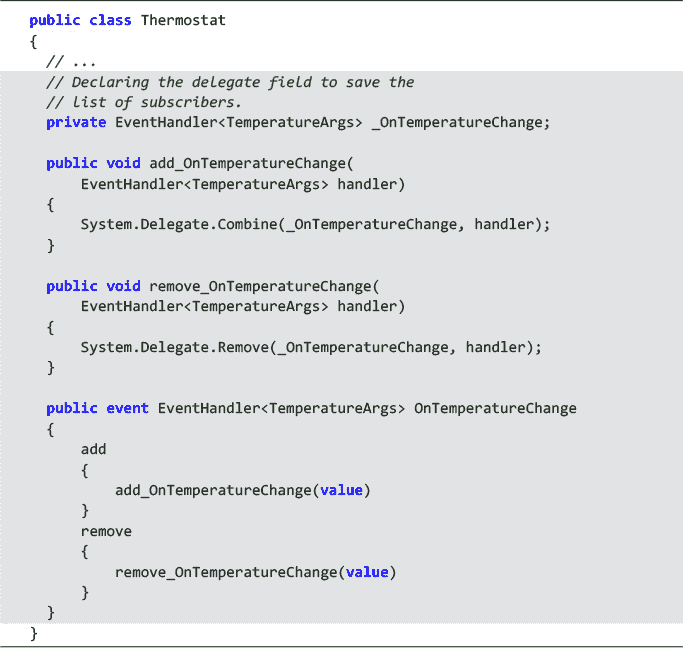 public class Thermostat
{
  // ...
  // Declaring the delegate field to save the
  // list of subscribers.
  private EventHandler<TemperatureArgs> _OnTemperatureChange;

  public void add_OnTemperatureChange(
      EventHandler<TemperatureArgs> handler)
  {
      System.Delegate.Combine(_OnTemperatureChange, handler);
  }

  public void remove_OnTemperatureChange(
      EventHandler<TemperatureArgs> handler)
  {
      System.Delegate.Remove(_OnTemperatureChange, handler);
  }

  public event EventHandler<TemperatureArgs> OnTemperatureChange
  {
      add
      {
          add_OnTemperatureChange(value)
      }
      remove
      {
          remove_OnTemperatureChange(value)
      }
  }
}